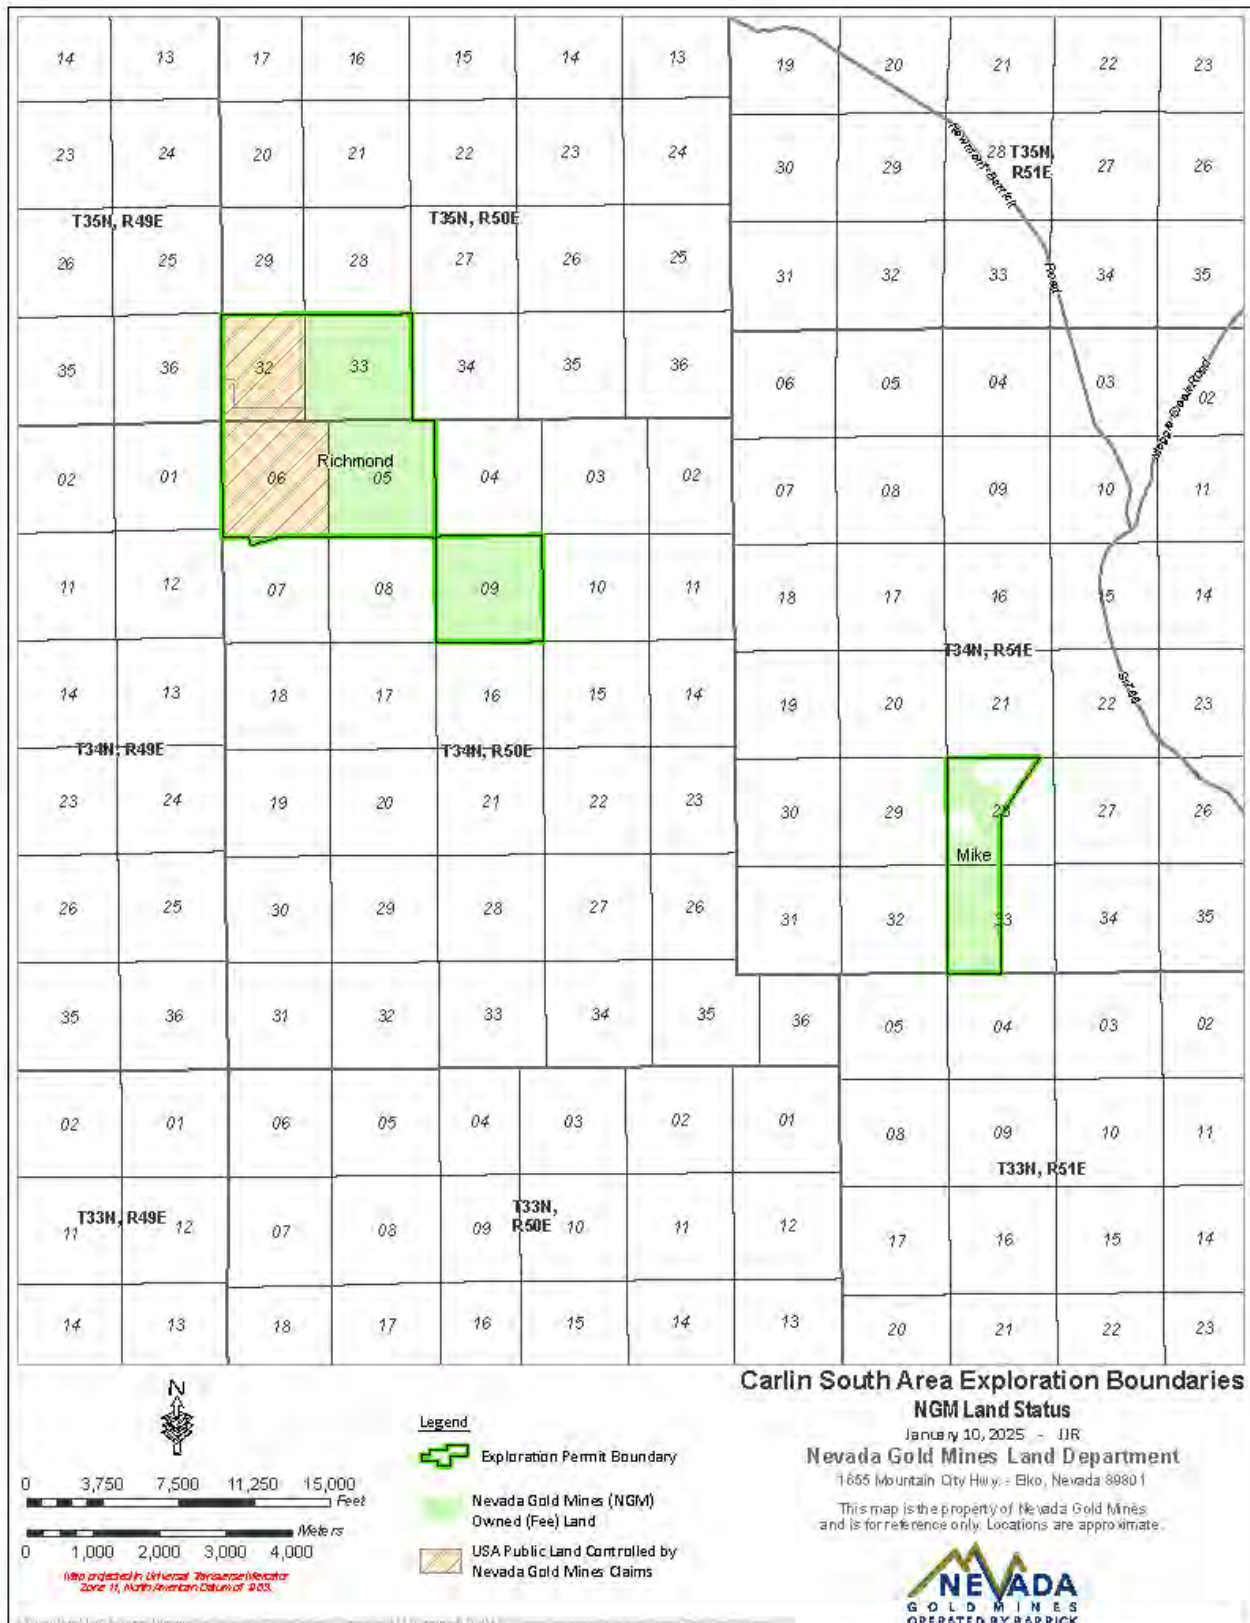 14 13 17 16 15 14 13 19 20 21 22 23
23 24 20 21 22 23 24 30 29 28 T35N, 27 26
R51E
Road
T35N, R49E T35N, R50E
26 25 29 28 27 26 25 31 32 33 34 35
35 36 32 33 34 35 36 06 05 04 03 02
Richmond
02 01 06 05 04 03 02 07 08 09 10 11
11 12 07 08 09 10 11 18 17 16 15 14
T34N, R51E
14 13 18 17 16 15 14 19 20 21 22 23
T34N, R49E T34N, R50E
23 24 19 20 21 22 23 30 29 28 27 26
Mike
26 25 30 29 28 27 26 31 32 33 34 35
35 36 31 32 33 34 35 36 05 04 03 02
02 01 06 05 04 03 02 01 08 09 10 11
T33N, R51E
T33N, R49E T33N,
R50E
11 12 07 08 09 10 11 12 17 16 15 14
14 13 18 17 16 15 14 13 20 21 22 23
Carlin South Area Exploration Boundaries
NGM Land Status
January 10, 2025 - JJR
Nevada Gold Mines Land Department
1655 Mountain City Hwy. - Elko, Nevada 89801
This map is the property of Nevada Gold Mines
and is for reference only. Locations are approximate.
N
0 3,750 7,500 11,250 15,000
Feet
Meters
0 1,000 2,000 3,000 4,000
Map projected in Universal Transverse Mercator
Legend
Exploration Permit Boundary
Nevada Gold Mines (NGM)
Owned (Fee) Land
USA Public Land Controlled by
Nevada Gold Mines Claims
NEVADA
GOLD MINES
OPERATED BY BARRICK